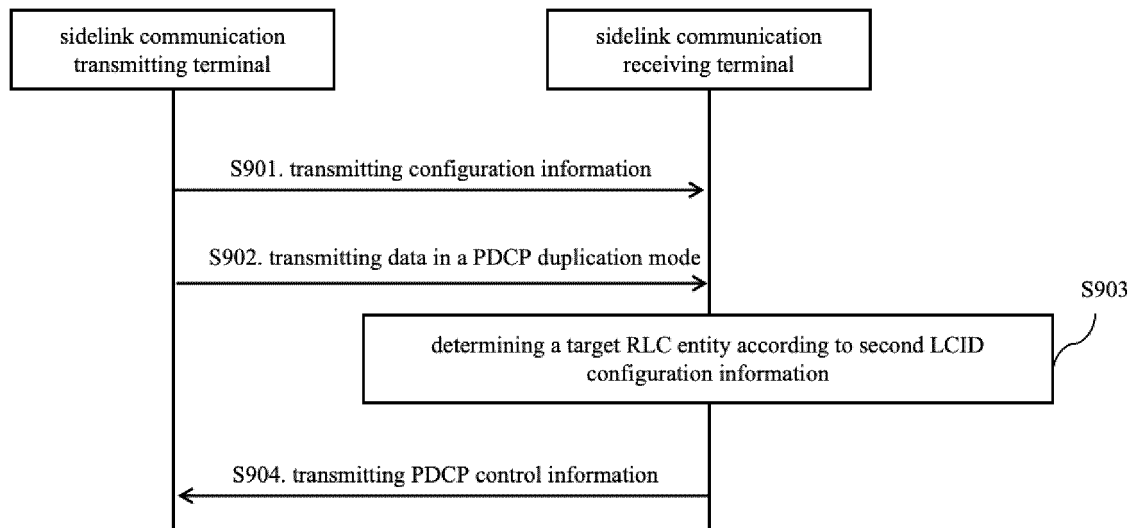 sidelink communication
transmitting terminal
sidelink communication
receiving terminal
S901. transmitting configuration information
S902. transmitting data in a PDCP duplication mode
S903
determining a target RLC entity according to second LCID
configuration information
S904. transmitting PDCP control information